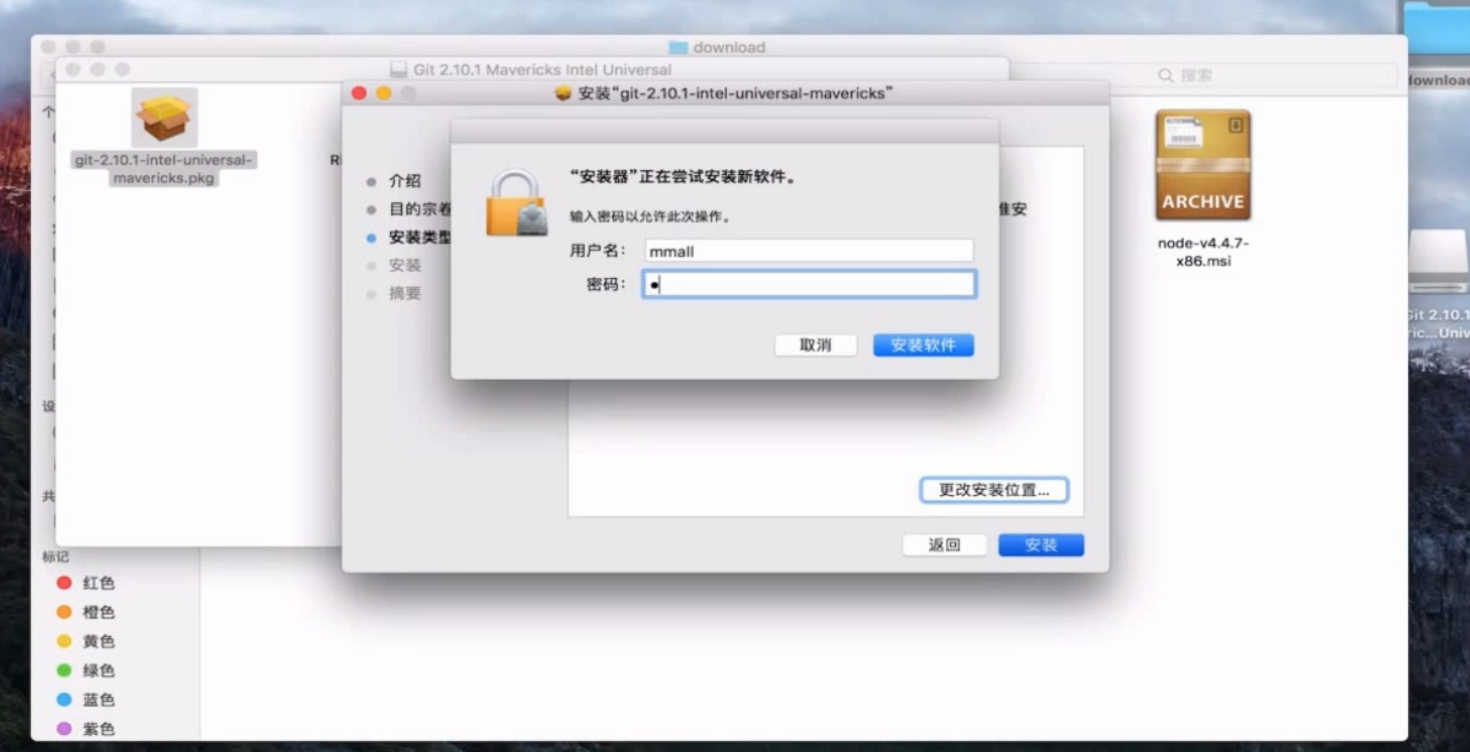 download
Git 2.10.1 Mavericks Intel Universal
搜索
download
安装“git-2.10.1-intel-universal-mavericks”
git-2.10.1-intel-universal-
mavericks.pkg
介绍
目的宗卷
安装类型
安装
摘要
“安装器”正在尝试安装新软件。
输入密码以允许此次操作。
用户名:
mmall
密码:
取消
安装软件
准安
更改安装位置...
返回
安装
ARCHIVE
node-v4.4.7-
x86.msi
Git 2.10.1
ric...Univ
设
共
标记
红色
橙色
黄色
绿色
蓝色
紫色